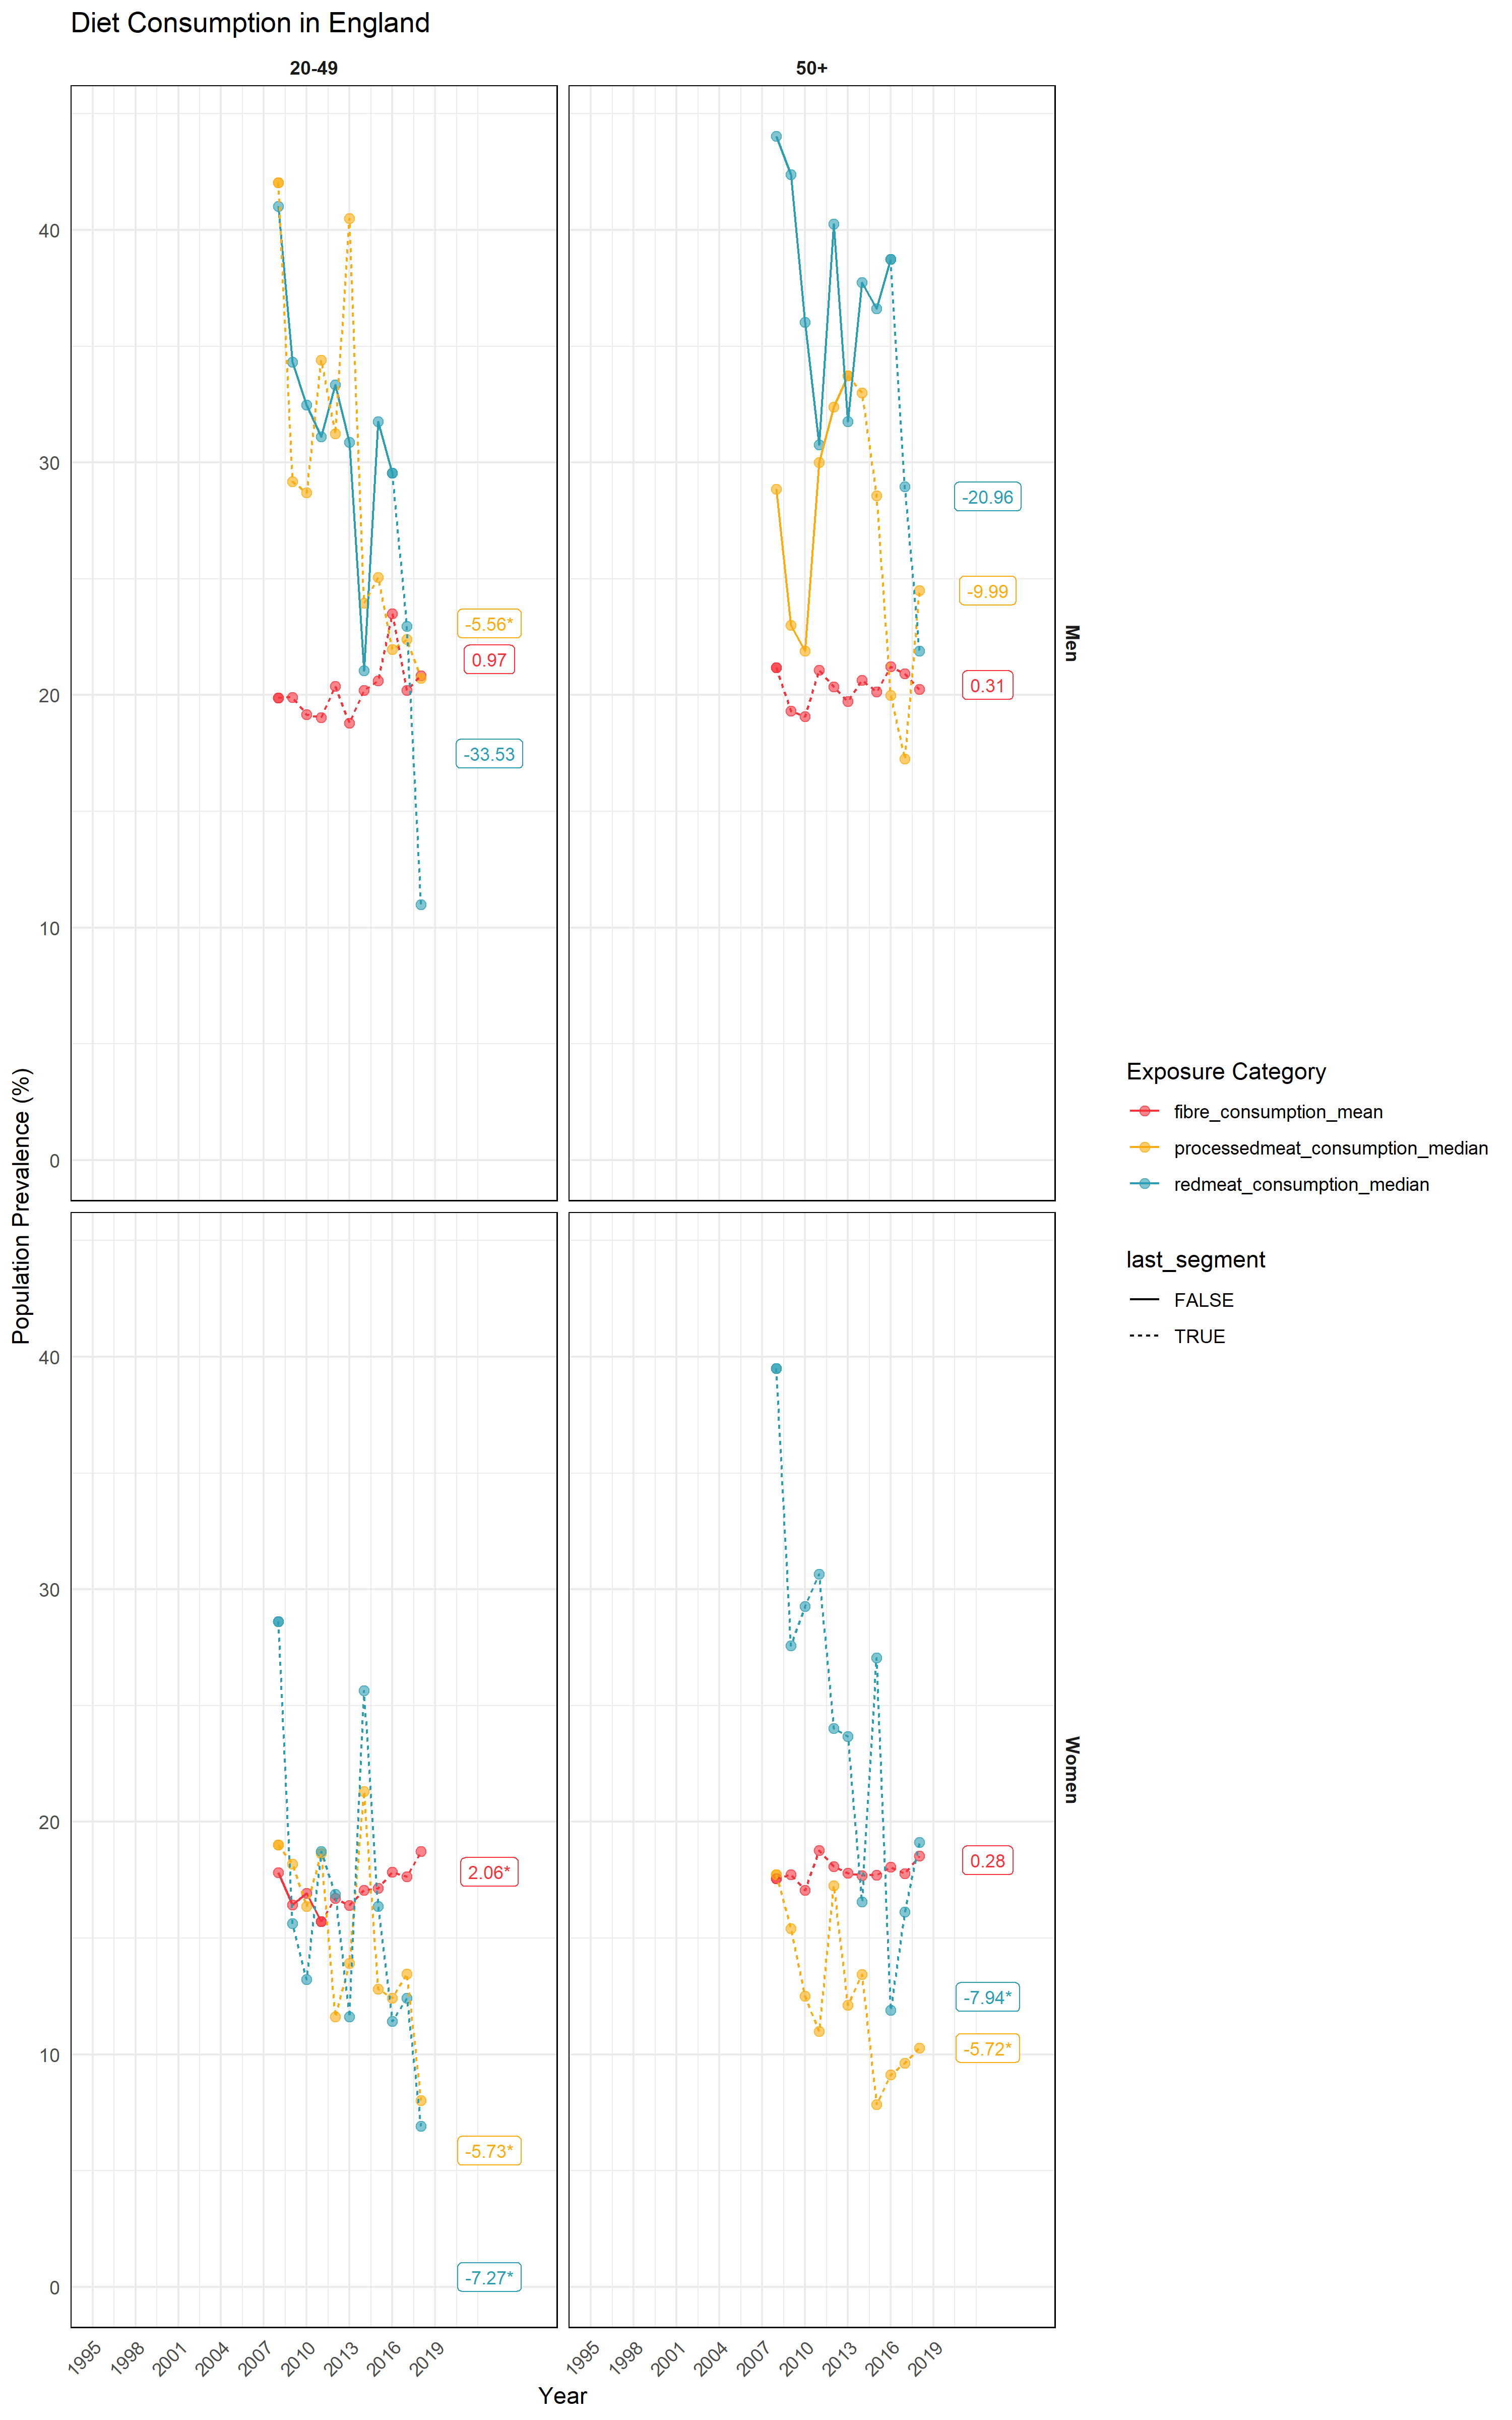 Diet Consumption in England
20-49
50+
40
30
20
10
0
-5.56*
0.97
-33.53
-20.96
-9.99
0.31
Men
Population Prevalence (%)
Exposure Category
fibre_consumption_mean
processedmeat_consumption_median
redmeat_consumption_median
last_segment
FALSE
TRUE
40
30
20
10
0
2.06*
-5.73*
-7.27*
0.28
-7.94*
-5.72*
Women
1995 1998 2001 2004 2007 2010 2013 2016 2019
1995 1998 2001 2004 2007 2010 2013 2016 2019
Year